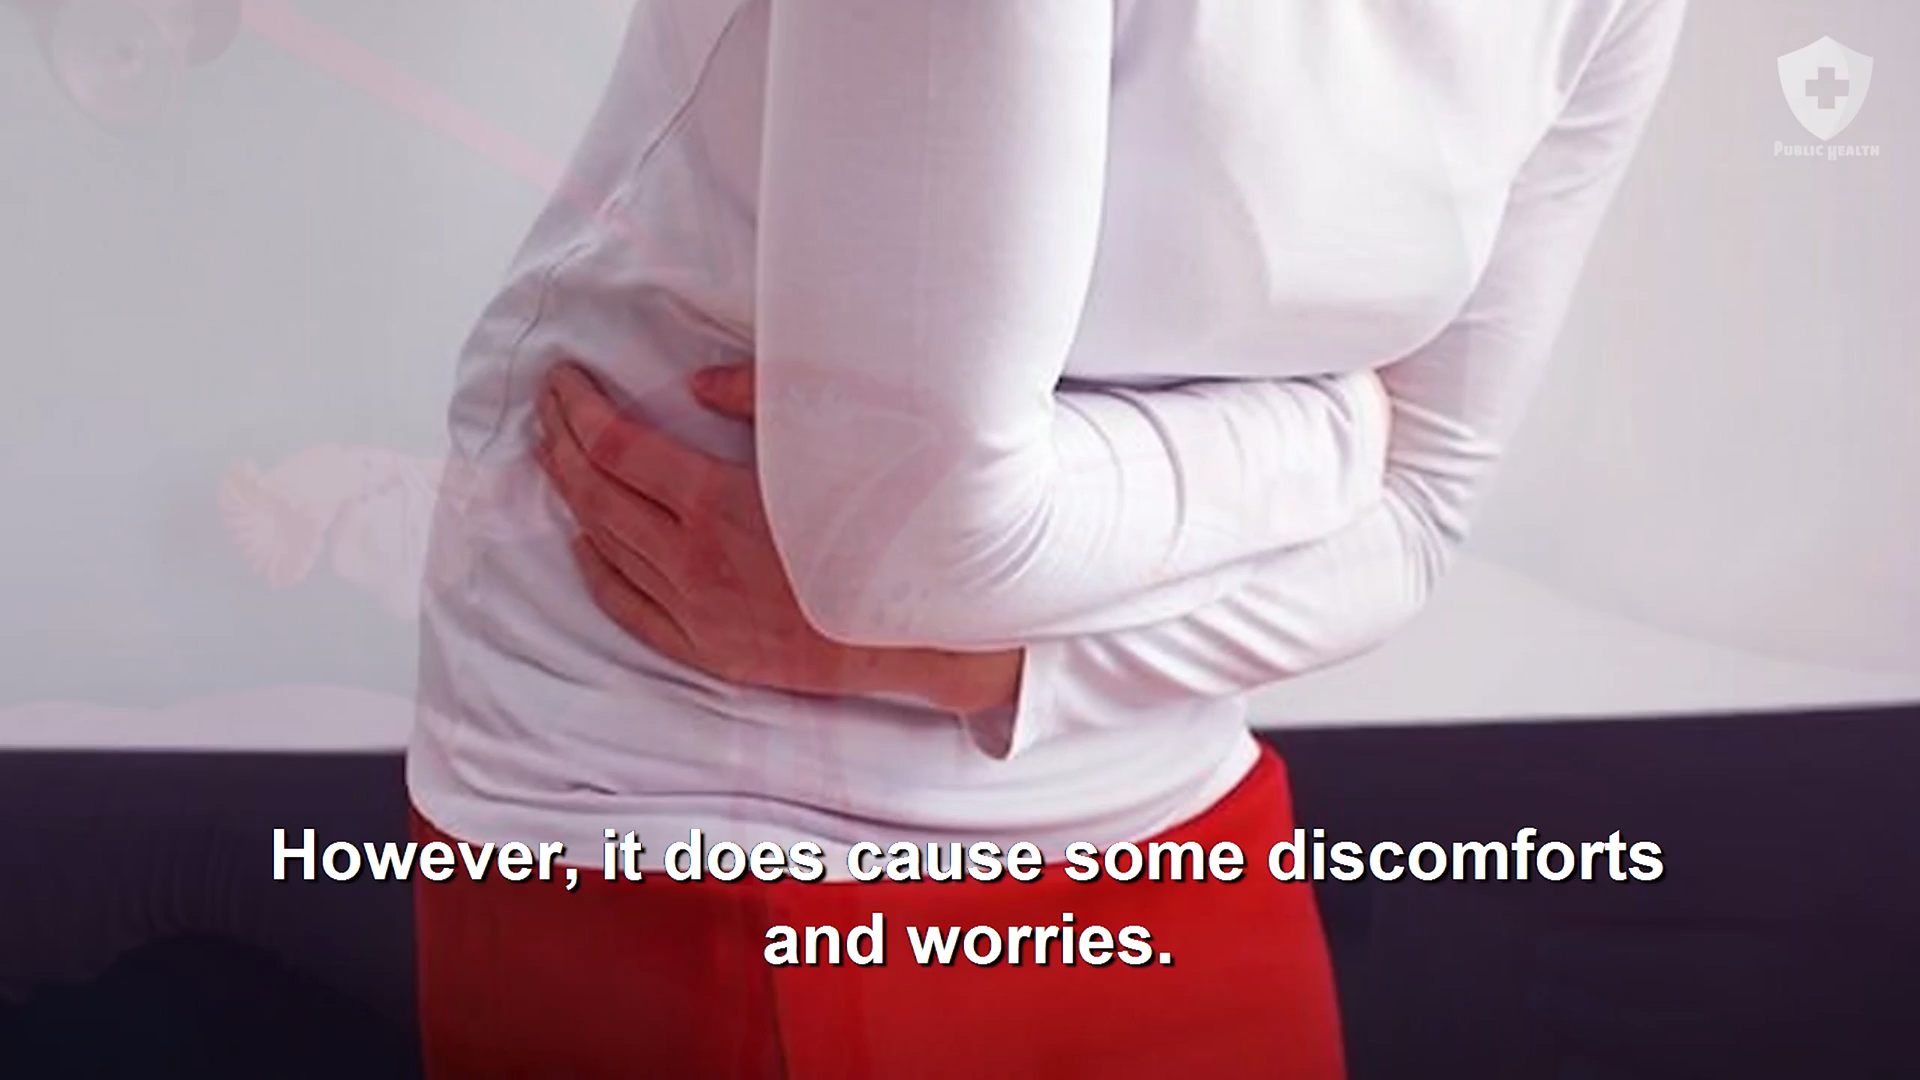 PUBLIC HEALTH
However, it does cause some discomforts
and worries.